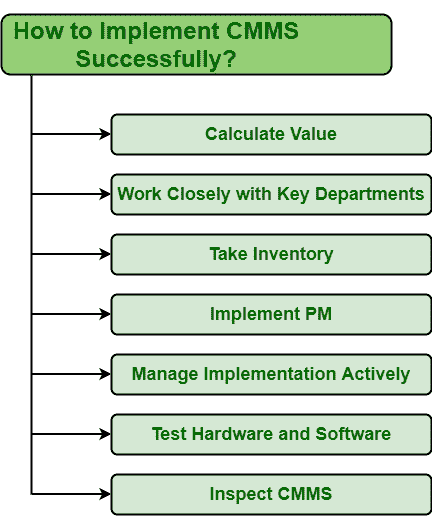 How to Implement CMMS
Successfully?
Calculate Value
Work Closely with Key Departments
Take Inventory
Implement PM
Manage Implementation Actively
Test Hardware and Software
Inspect CMMS